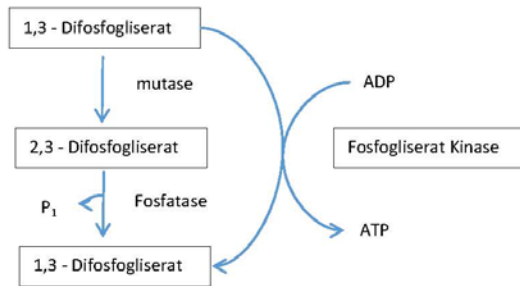 1,3 - Difosfogliserat
mutase
ADP
2,3 - Difosfogliserat
Fosfogliserat Kinase
P1
Fosfatase
ATP
1,3 - Difosfogliserat